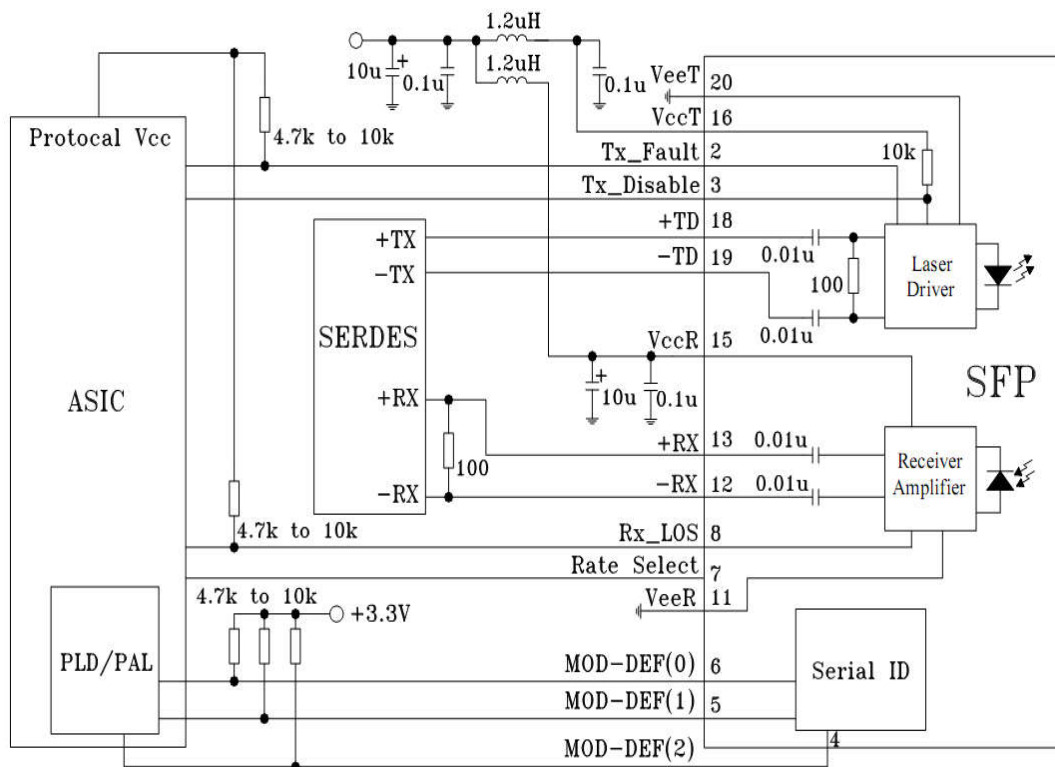 1.2uH
1.2uH
10u
+
0.1u
0.1u
VeeT 20
VccT 16
Protocal Vcc
4.7k to 10k
Tx_Fault 2
10k
Tx_Disable 3
+TD 18
+TX
0.01u
-TD 19
-TX
100
Laser
Driver
SERDES
0.01u
VccR 15
SFP
ASIC
+
10u
0.1u
+RX
+RX 13
0.01u
100
Receiver
Amplifier
-RX
-RX 12
0.01u
4.7k to 10k
Rx_LOS 8
Rate Select 7
4.7k to 10k
VeeR 11
+3.3V
PLD/PAL
MOD-DEF(0) 6
Serial ID
MOD-DEF(1) 5
MOD-DEF(2)
4